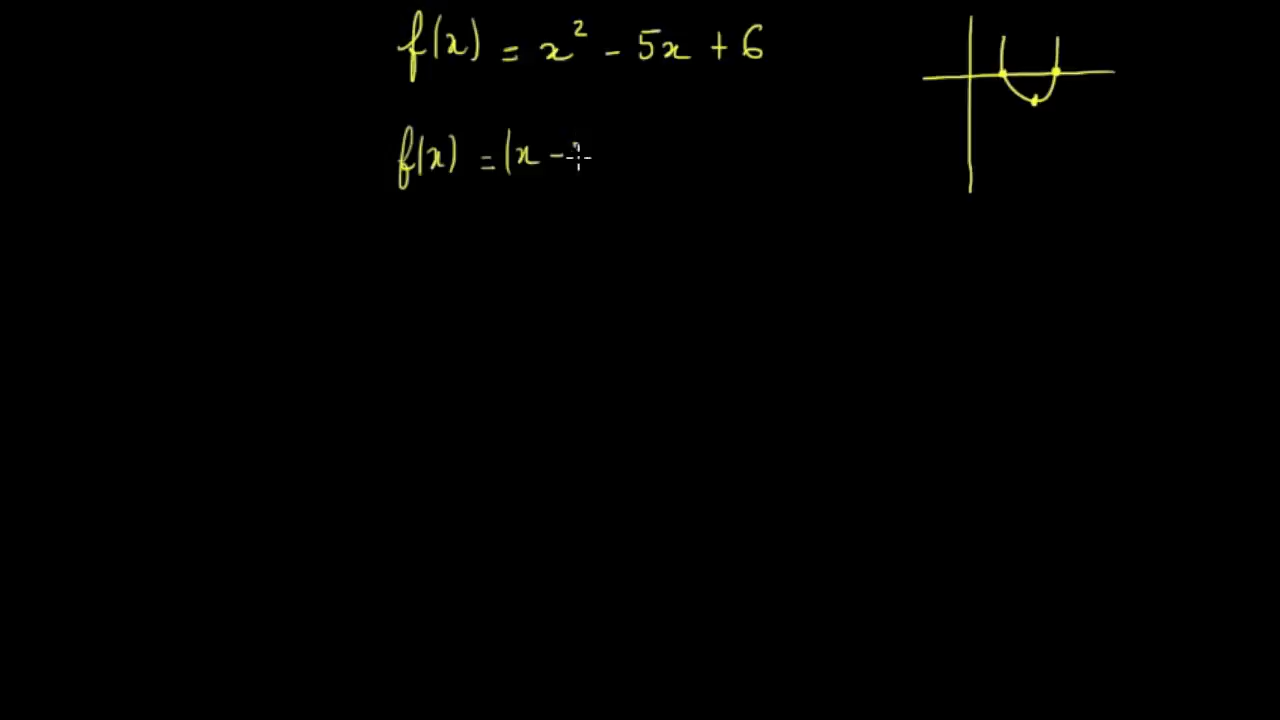 f(x) = x² - 5x + 6
f(x) = (x -